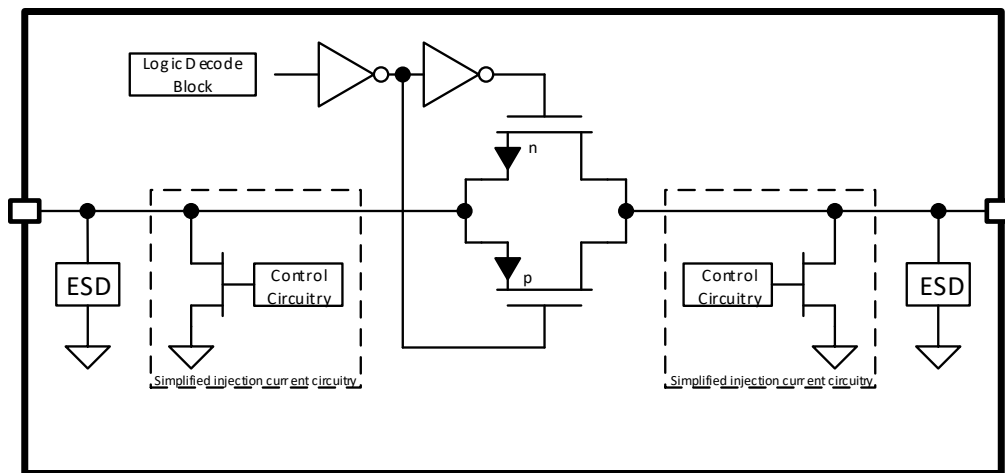 Logic Decode
Block
n
p
ESD
Control
Circuitry
Simplified injection current circuitry
Control
Circuitry
ESD
Simplified injection current circuitry